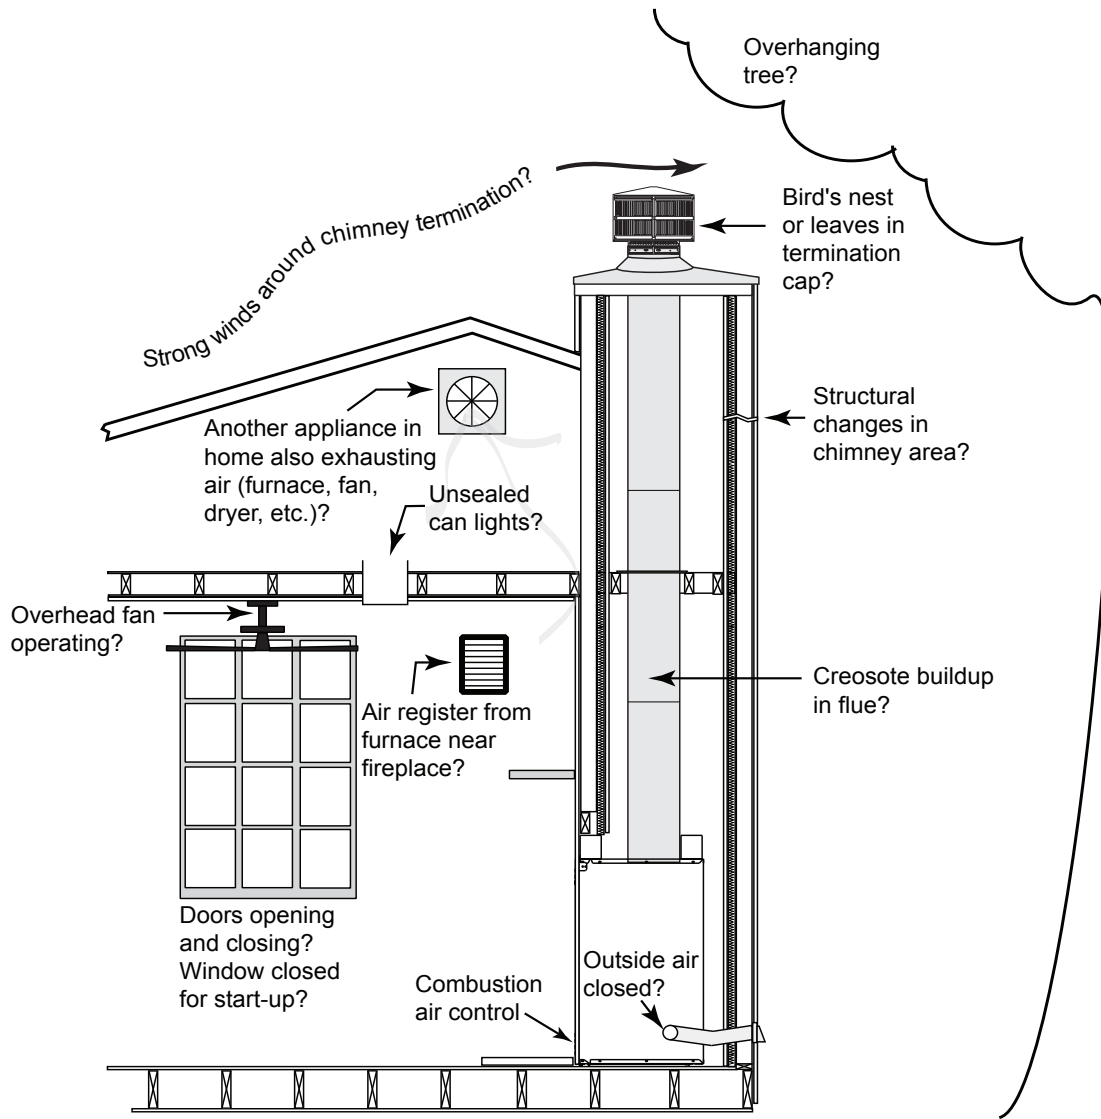 Overhanging
tree?
Strong winds around chimney termination?
Bird's nest
or leaves in
termination
cap?
Another appliance in
home also exhausting
air (furnace, fan,
dryer, etc.)?
Structural
changes in
chimney area?
Unsealed
can lights?
Overhead fan
operating?
Air register from
furnace near
fireplace?
Creosote buildup
in flue?
Doors opening
and closing?
Window closed
for start-up?
Combustion
air control
Outside air
closed?